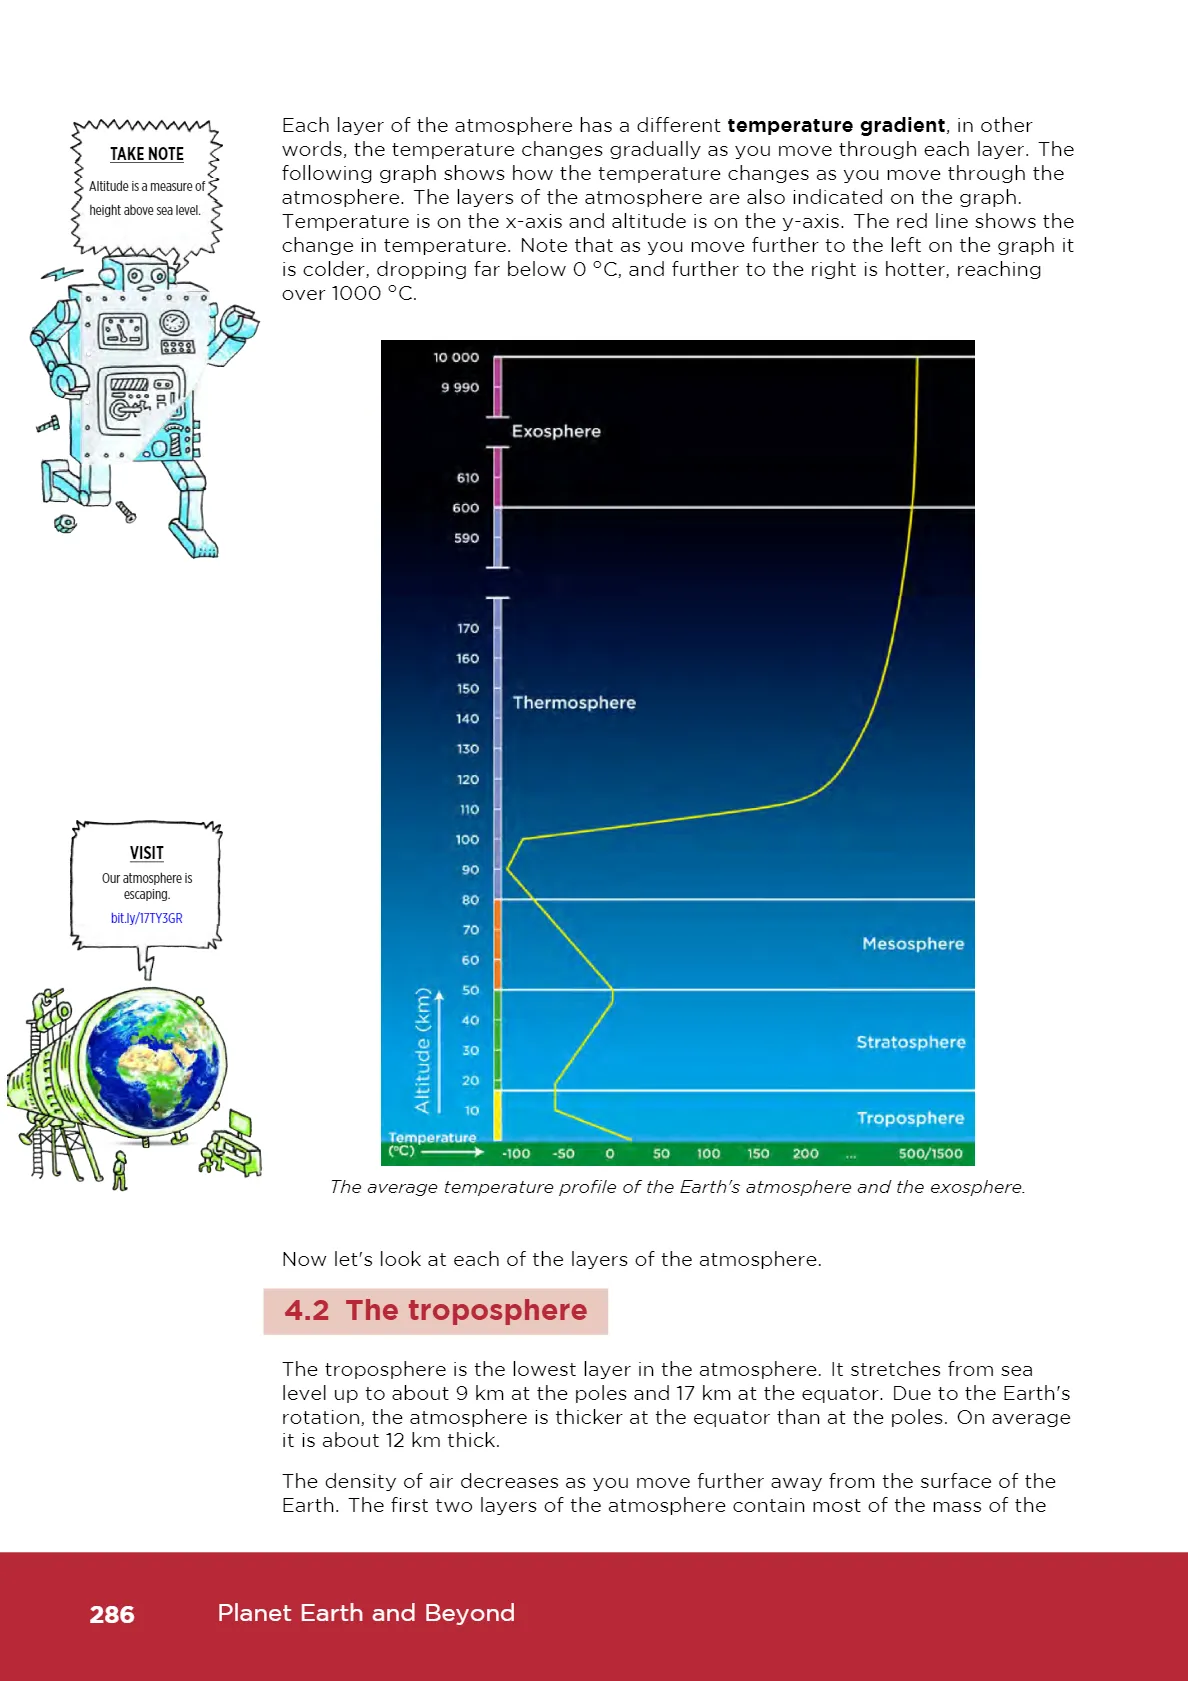 TAKE NOTE
Altitude is a measure of
height above sea level.
Each layer of the atmosphere has a different temperature gradient, in other
words, the temperature changes gradually as you move through each layer. The
following graph shows how the temperature changes as you move through the
atmosphere. The layers of the atmosphere are also indicated on the graph.
Temperature is on the x-axis and altitude is on the y-axis. The red line shows the
change in temperature. Note that as you move further to the left on the graph it
is colder, dropping far below 0 °C, and further to the right is hotter, reaching
over 1000 °C.
10 000
9 990
Exosphere
610
600
590
170
160
150
Thermosphere
140
130
120
110
100
90
80
70
Mesosphere
60
50
40
Stratosphere
30
20
10
Troposphere
Altitude (km)
Temperature
(°C)
-100 -50 0 50 100 150 200 ... 500/1500
VISIT
Our atmosphere is
escaping.
bit.ly/17TY3GR
The average temperature profile of the Earth's atmosphere and the exosphere.
Now let's look at each of the layers of the atmosphere.
4.2 The troposphere
The troposphere is the lowest layer in the atmosphere. It stretches from sea
level up to about 9 km at the poles and 17 km at the equator. Due to the Earth's
rotation, the atmosphere is thicker at the equator than at the poles. On average
it is about 12 km thick.
The density of air decreases as you move further away from the surface of the
Earth. The first two layers of the atmosphere contain most of the mass of the
286 Planet Earth and Beyond